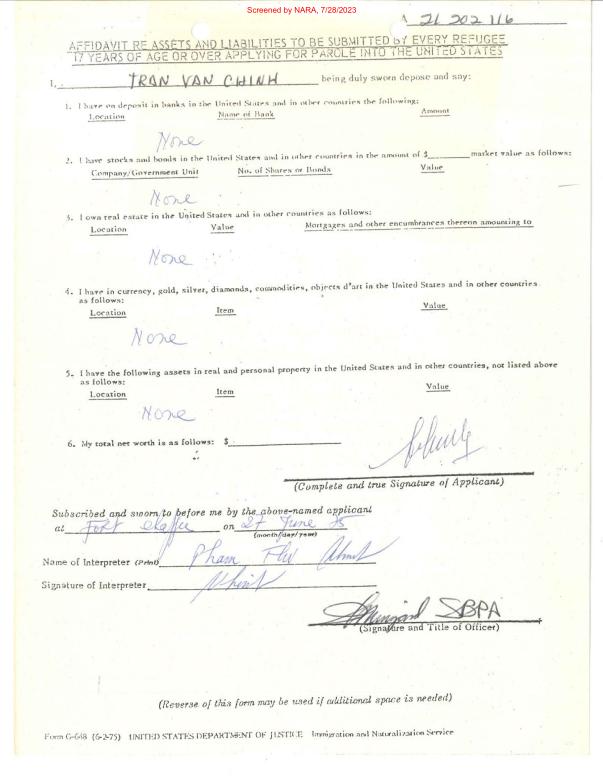 Screened by NARA, 7/28/2023
A 21 202 116
AFFIDAVIT RE ASSETS AND LIABILITIES TO BE SUBMITTED by EVERY REFUGEE
17 YEARS OF AGE OR OVER APPLYING FOR PAROLE INTO THE UNITED STATES
I, TRAN VAN CHINH being duly sworn depose and say:
1. I have on deposit in banks in the United States and in other countries the following:
Location Name of Bank Amount
None
2. I have stocks and bonds in the United States and in other countries in the amount of $ market value as follows:
Company/Government Unit No. of Shares or Bonds Value
None
3. I own real estate in the United States and in other countries as follows:
Location Value Mortgages and other encumbrances thereon amounting to
None
4. I have in currency, gold, silver, diamonds, commodities, objects d'art in the United States and in other countries
as follows:
Location Item Value
None
5. I have the following assets in real and personal property in the United States and in other countries, not listed above
as follows:
Location Item Value
None
6. My total net worth is as follows: $
(Complete and true Signature of Applicant)
Subscribed and sworn to before me by the above-named applicant
at Fort on 27 June 75
(month/day/year)
Name of Interpreter (Print) Pham
Signature of Interpreter
SBPA
(Signature and Title of Officer)
(Reverse of this form may be used if additional space is needed)
Form G-648 (6-2-75) UNITED STATES DEPARTMENT OF JUSTICE Immigration and Naturalization Service